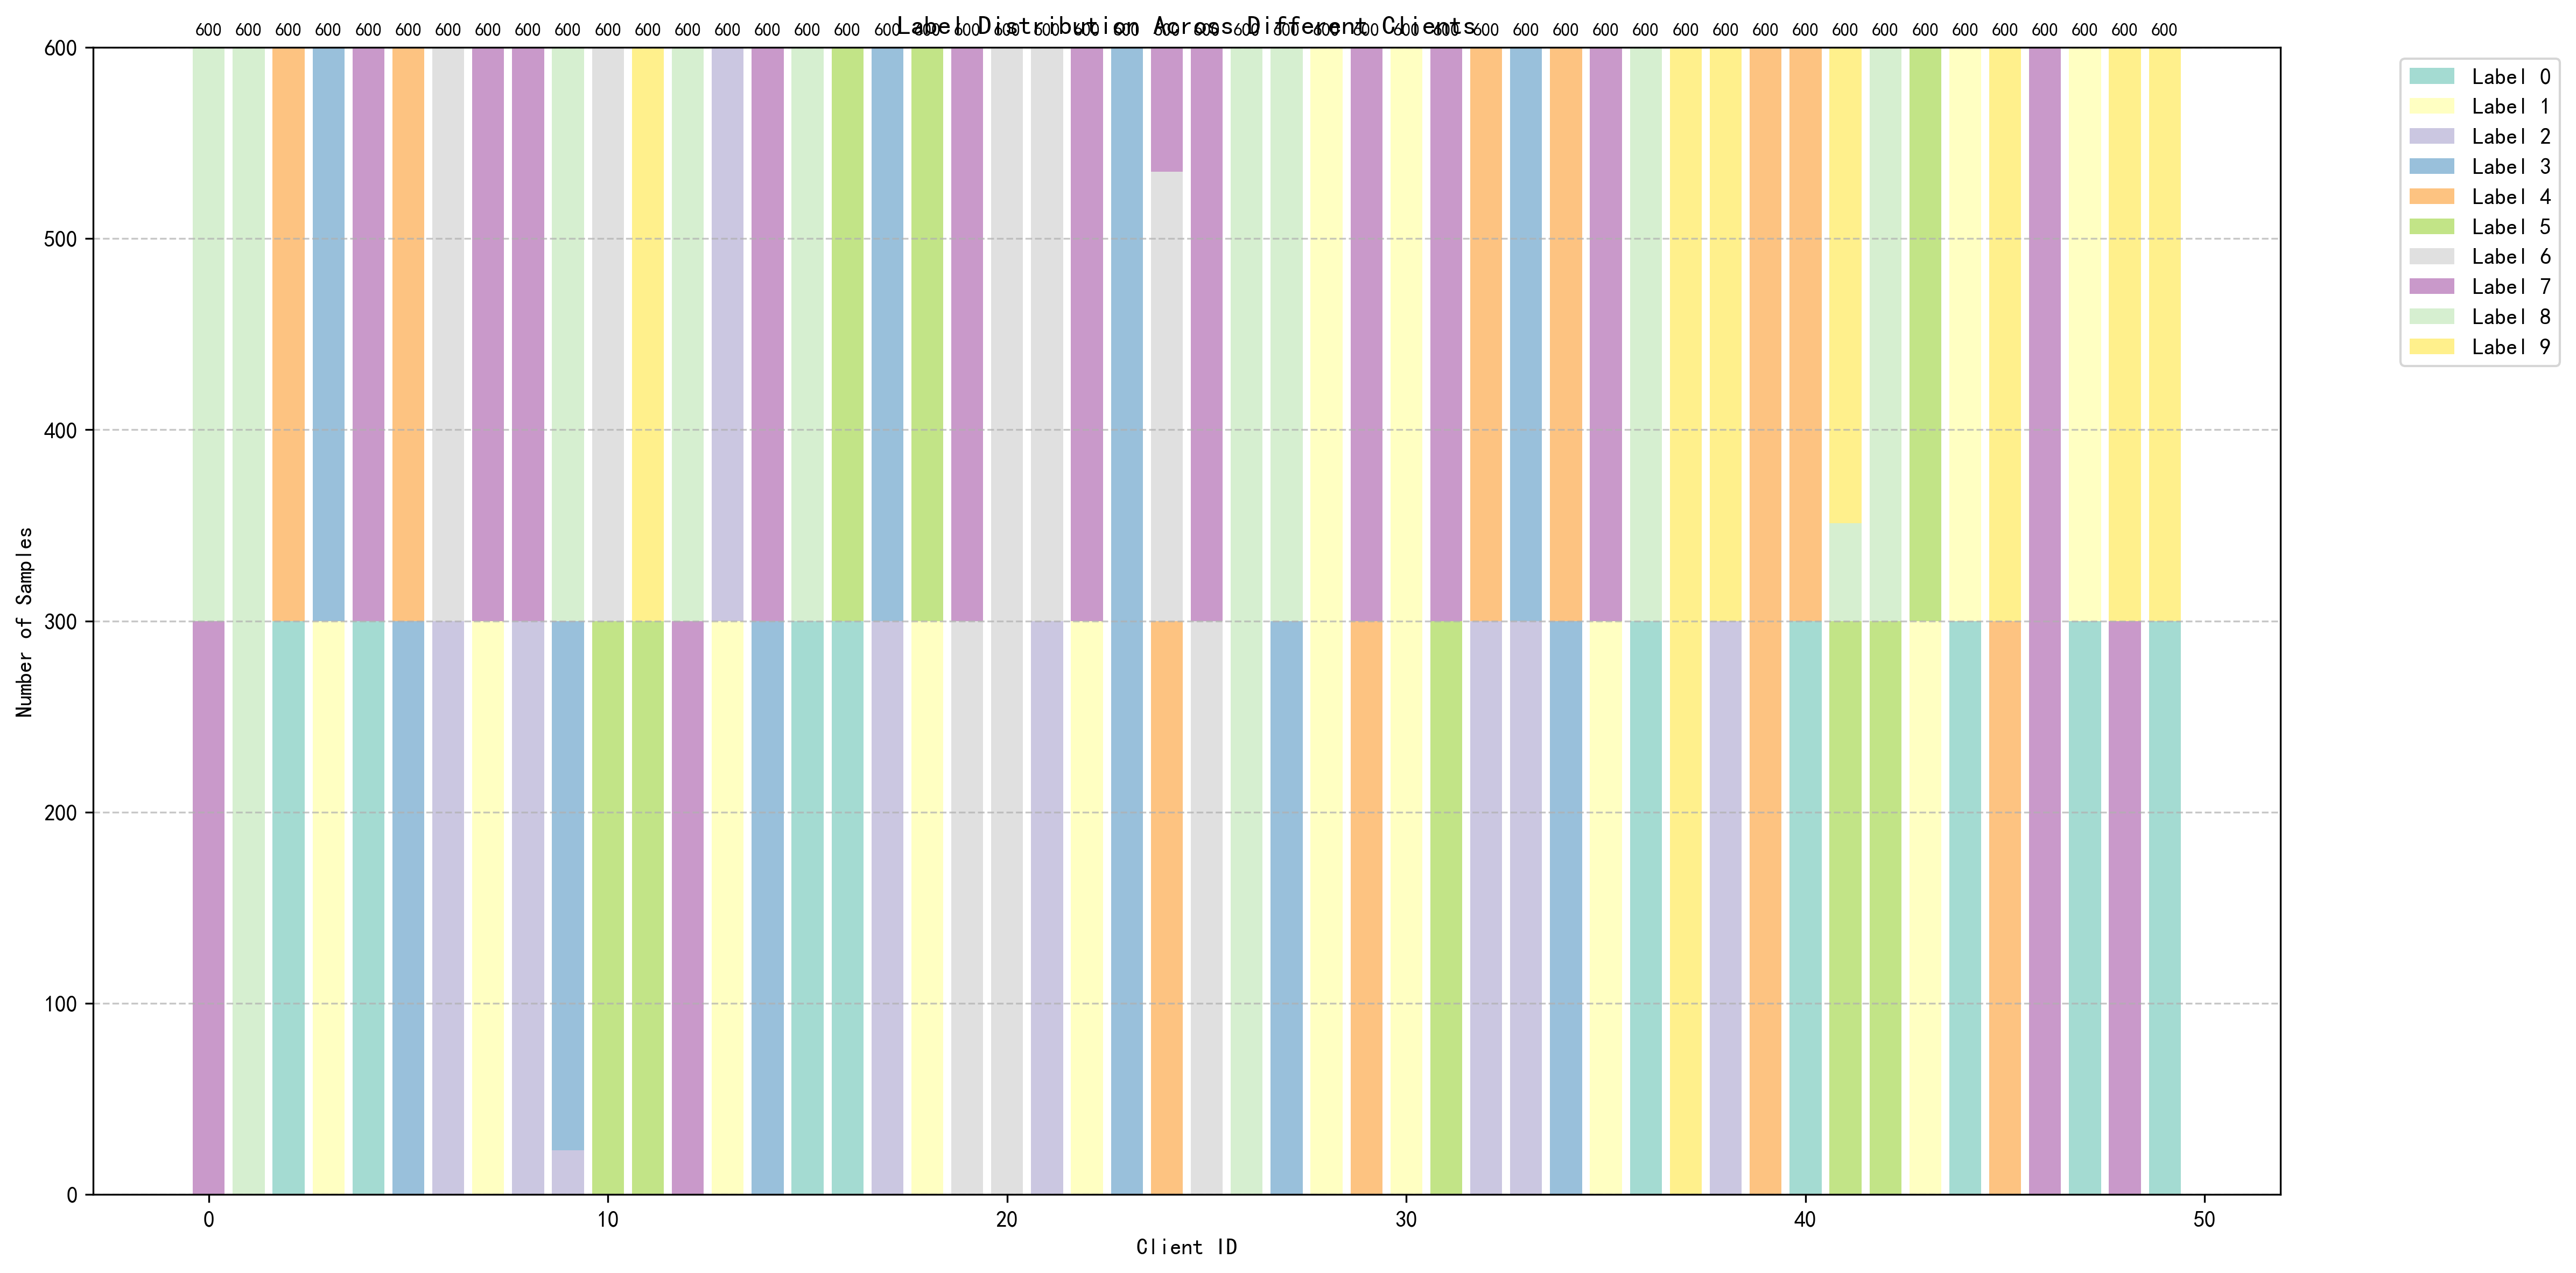 Label Distribution Across Different Clients
600 600 600 600 600 600 600 600 600 600 600 600 600 600 600 600 600 600 600 600 600 600 600 600 600 600 600 600 600 600 600 600 600 600 600 600 600 600 600 600 600 600 600 600 600 600 600 600 600 600
600
500
400
300
200
100
0
Number of Samples
0 10 20 30 40 50
Client ID
Label 0
Label 1
Label 2
Label 3
Label 4
Label 5
Label 6
Label 7
Label 8
Label 9